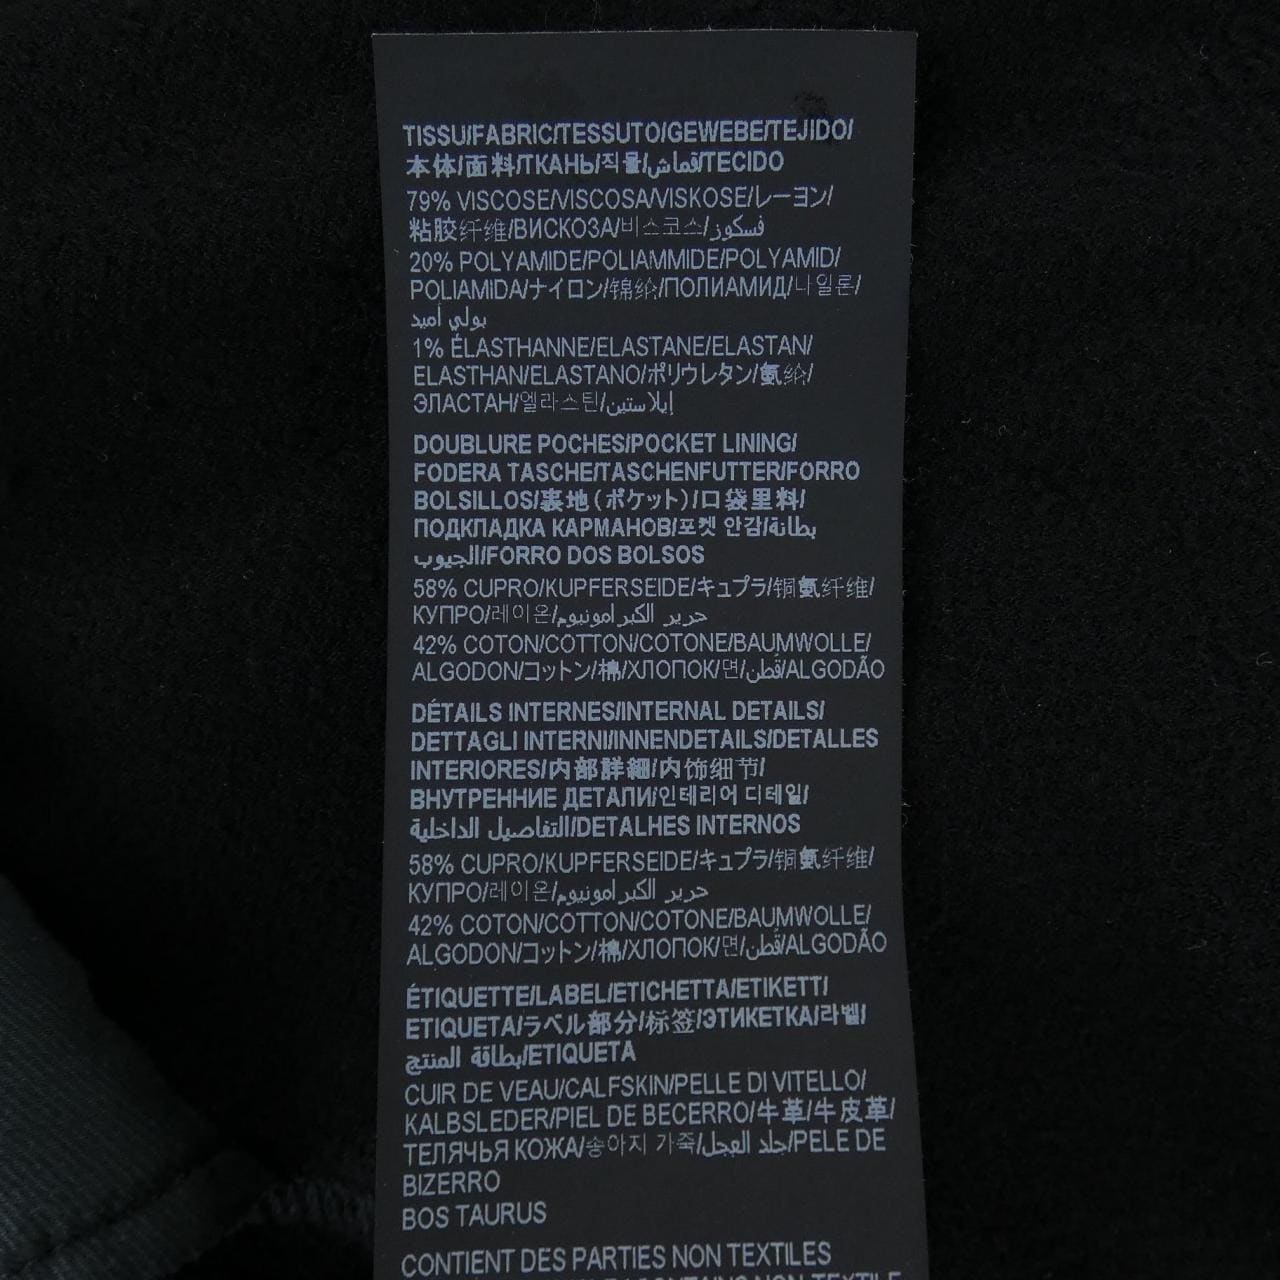 TISSU/FABRIC/TESSUTO/GEWEBE/TEJIDO/
本体/面料/ТКАНЬ/직물/قماش/TECIDO
79% VISCOSE/VISCOSA/VISKOSE/レーヨン/
粘胶纤维/ВИСКОЗА/비스코스/فسكوز
20% POLYAMIDE/POLIAMMIDE/POLYAMID/
POLIAMIDA/ナイロン/锦纶/ПОЛИАМИД/나일론/
بولي أميد
1% ÉLASTHANNE/ELASTANE/ELASTAN/
ELASTHAN/ELASTANO/ポリウレタン/氨纶/
ЭЛАСТАН/엘라스틴/إيلاستين
DOUBLURE POCHES/POCKET LINING/
FODERA TASCHE/TASCHENFUTTER/FORRO
BOLSILLOS/裏地(ポケット)/口袋里料/
ПОДКЛАДКА КАРМАНОВ/포켓 안감/بطانة
الجيوب/FORRO DOS BOLSOS
58% CUPRO/KUPFERSEIDE/キュプラ/铜氨纤维/
КУПРО/레이온/حرير الكبرامونيوم
42% COTON/COTTON/COTONE/BAUMWOLLE/
ALGODON/コットン/棉/ХЛОПОК/면/قُطن/ALGODÃO
DÉTAILS INTERNES/INTERNAL DETAILS/
DETTAGLI INTERNI/INNENDETAILS/DETALLES
INTERIORES/内部詳細/内饰细节/
ВНУТРЕННИЕ ДЕТАЛИ/인테리어 디테일/
التفاصيل الداخلية/DETALHES INTERNOS
58% CUPRO/KUPFERSEIDE/キュプラ/铜氨纤维/
КУПРО/레이온/حرير الكبرامونيوم
42% COTON/COTTON/COTONE/BAUMWOLLE/
ALGODON/コットン/棉/ХЛОПОК/면/قُطن/ALGODÃO
ÉTIQUETTE/LABEL/ETICHETTA/ETIKETT/
ETIQUETA/ラベル部分/标签/ЭТИКЕТКА/라벨/
بطاقة المنتج/ETIQUETA
CUIR DE VEAU/CALFSKIN/PELLE DI VITELLO/
KALBSLEDER/PIEL DE BECERRO/牛革/牛皮革/
ТЕЛЯЧЬЯ КОЖА/송아지 가죽/جلد العجل/PELE DE
BIZERRO
BOS TAURUS
CONTIENT DES PARTIES NON TEXTILES
CONTAINS NON TEXTILE